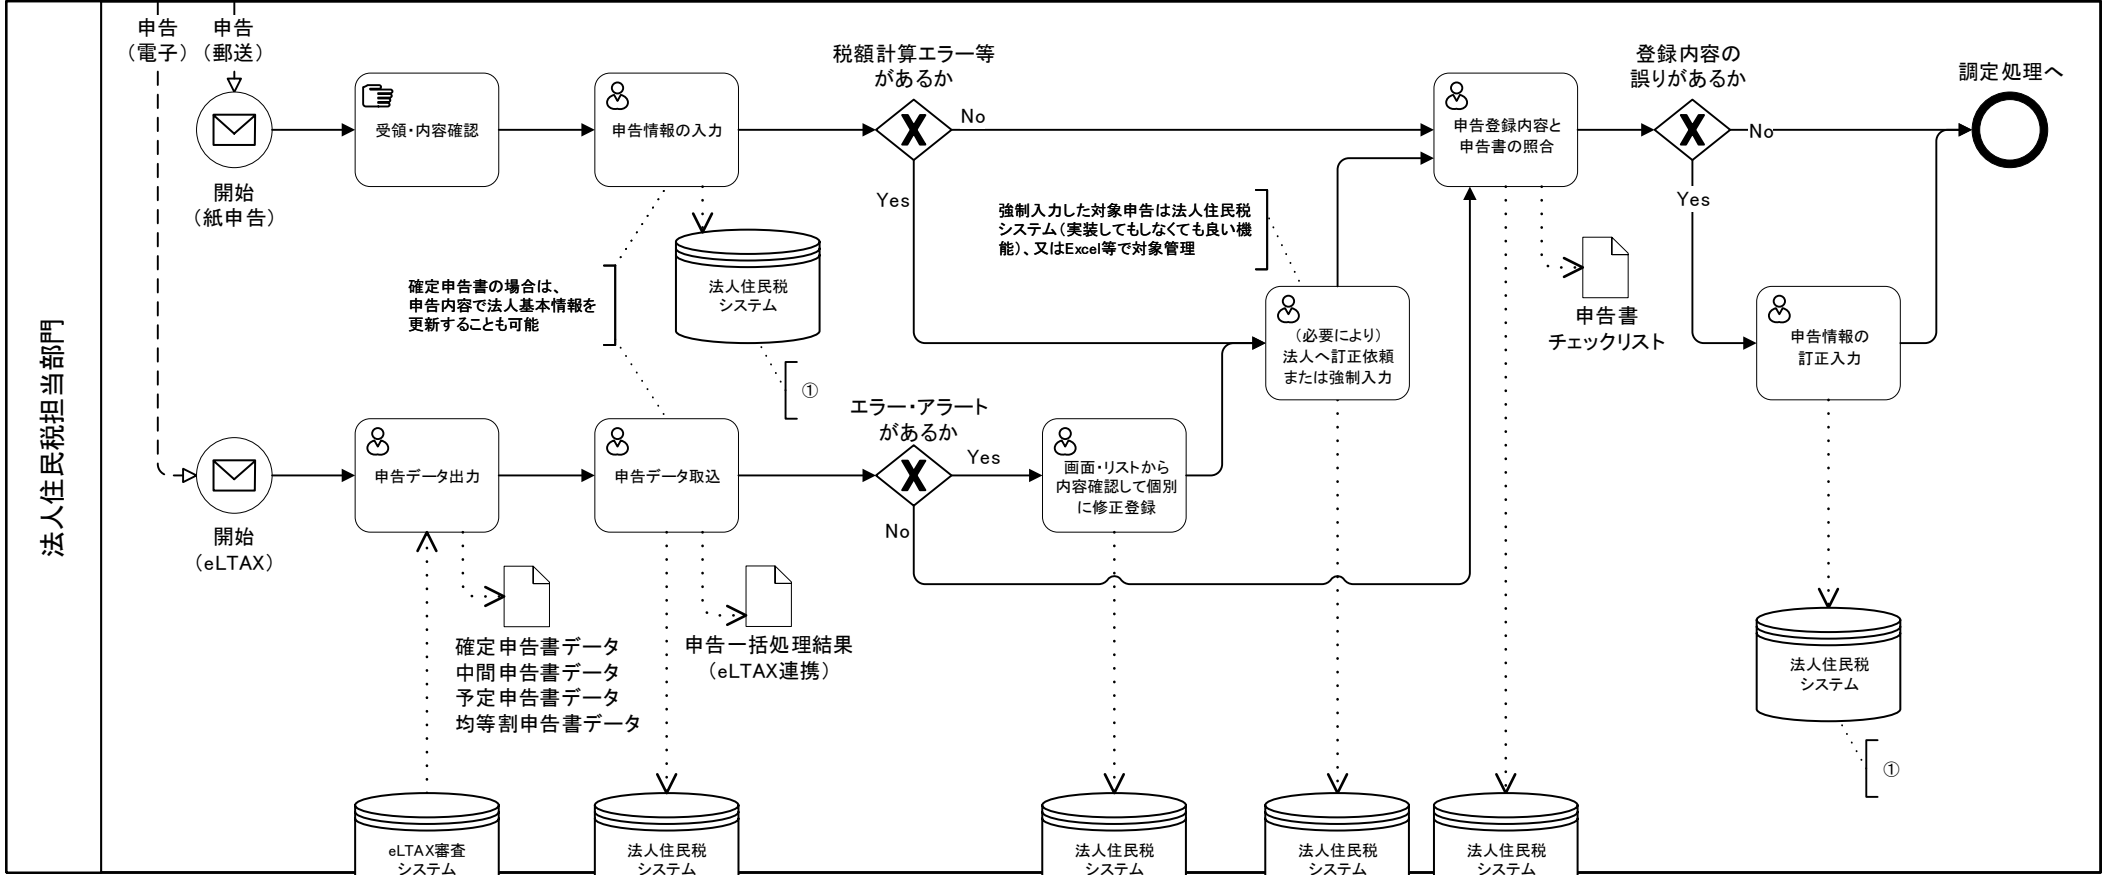 法人住民税担当部門
申告
（電子）
申告
（郵送）
開始
（紙申告）
受領・内容確認
申告情報の入力
税額計算エラー等
があるか
No
Yes
申告登録内容と
申告書の照合
登録内容の
誤りがあるか
No
Yes
調定処理へ
強制入力した対象申告は法人住民税
システム（実装してもしなくても良い機
能）、又はExcel等で対象管理
確定申告書の場合は、
申告内容で法人基本情報を
更新することも可能
法人住民税
システム
①
（必要により）
法人へ訂正依頼
または強制入力
申告書
チェックリスト
申告情報の
訂正入力
開始
（eLTAX）
申告データ出力
申告データ取込
エラー・アラート
があるか
Yes
No
画面・リストから
内容確認して個別
に修正登録
確定申告書データ
中間申告書データ
予定申告書データ
均等割申告書データ
申告一括処理結果
（eLTAX連携）
法人住民税
システム
①
eLTAX審査
システム
法人住民税
システム
法人住民税
システム
法人住民税
システム
法人住民税
システム